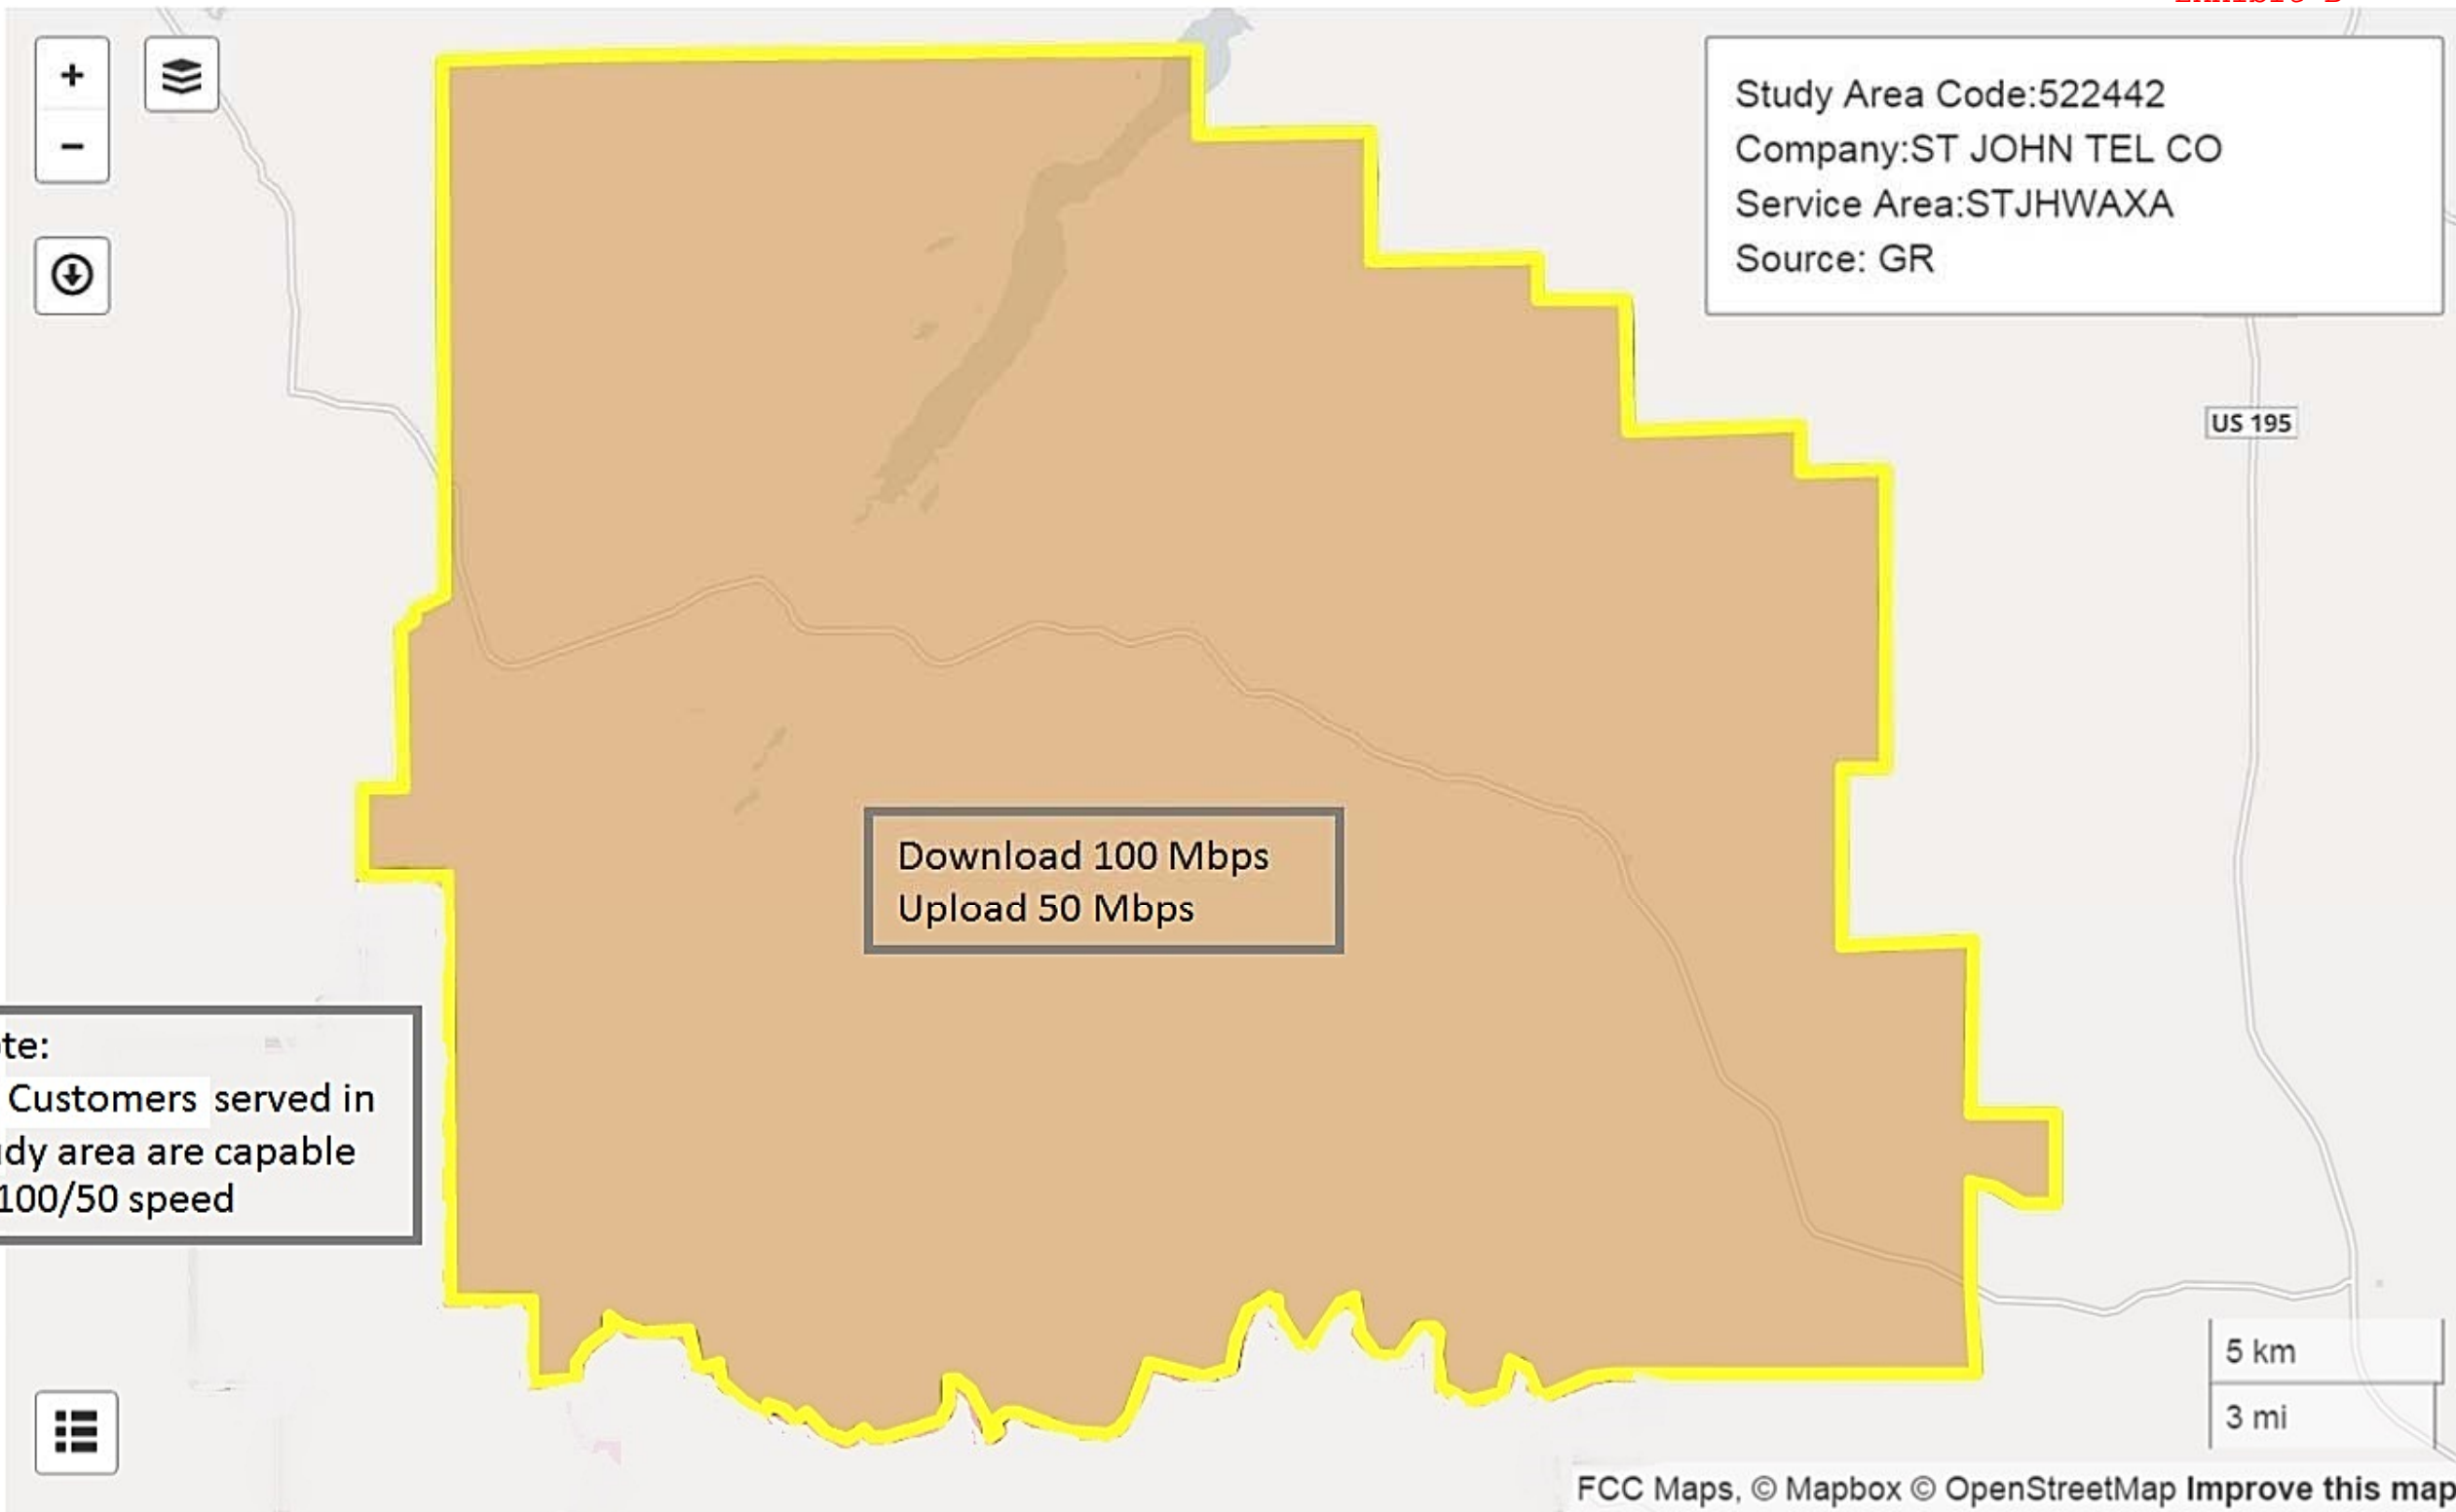 +
−
Study Area Code:522442
Company:ST JOHN TEL CO
Service Area:STJHWAXA
Source: GR
US 195
Download 100 Mbps
Upload 50 Mbps
te:
Customers served in
dy area are capable
100/50 speed
5 km
3 mi
FCC Maps, © Mapbox © OpenStreetMap Improve this map